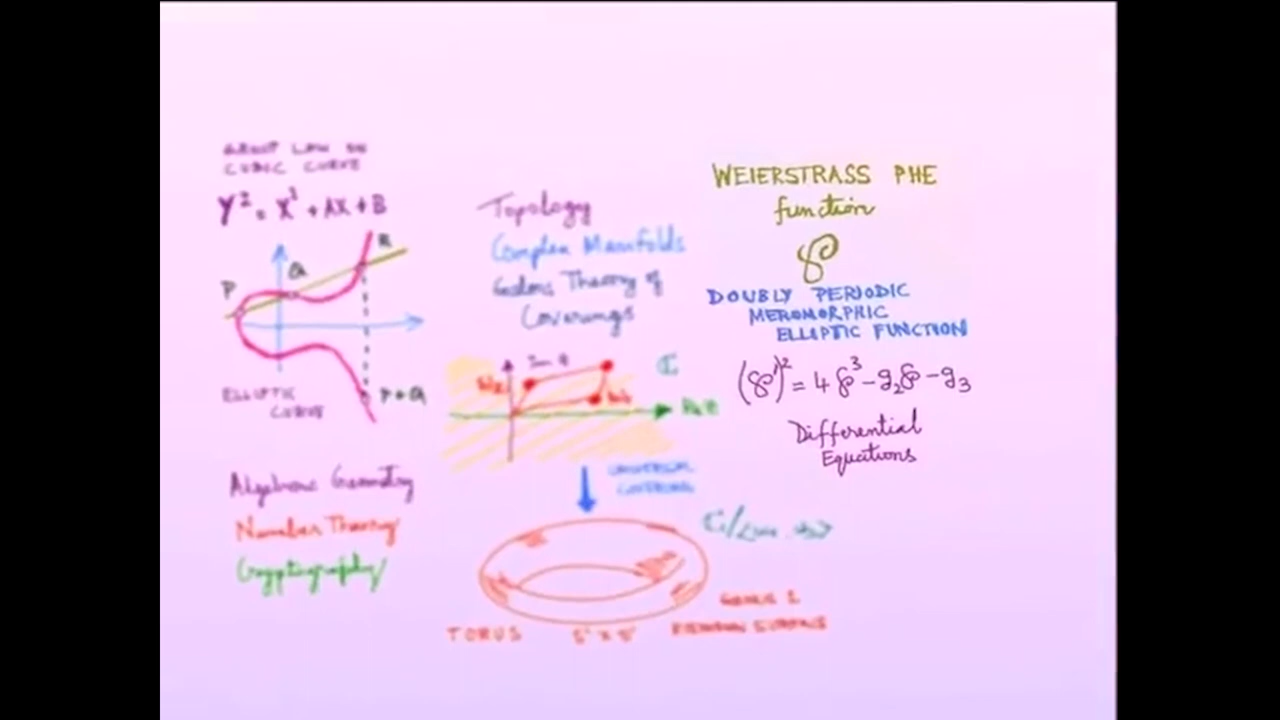 GROUP LAW ON
CUBIC CURVE
Y² = X³ + AX + B
R
Q
P
P+Q
ELLIPTIC
CURVE
Algebraic Geometry
Number Theory
Cryptography
Topology
Complex Manifolds
Galois Theory of
Coverings
ℂ
UNIVERSAL
COVERING
TORUS S¹ X S¹
GENUS 1
RIEMANN SURFACE
WEIERSTRASS PHE
function
℘
DOUBLY PERIODIC
MEROMORPHIC
ELLIPTIC FUNCTION
(℘')² = 4℘³ - g₂℘ - g₃
Differential
Equations